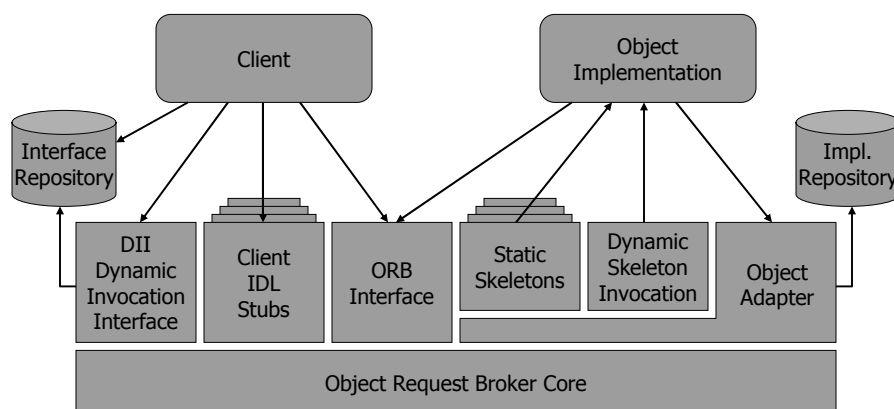 Client
Object
Implementation
Interface
Repository
Impl.
Repository
DII
Dynamic
Invocation
Interface
Client
IDL
Stubs
ORB
Interface
Static
Skeletons
Dynamic
Skeleton
Invocation
Object
Adapter
Object Request Broker Core